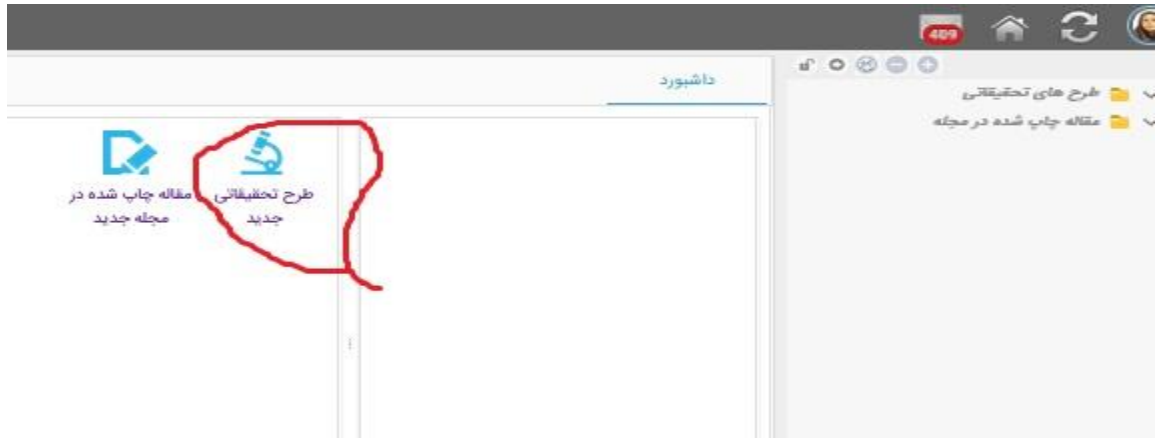 409
داشبورد
طرح های تحقیقاتی
مقاله چاپ شده در مجله
طرح تحقیقاتی
جدید
مقاله چاپ شده در
مجله جدید